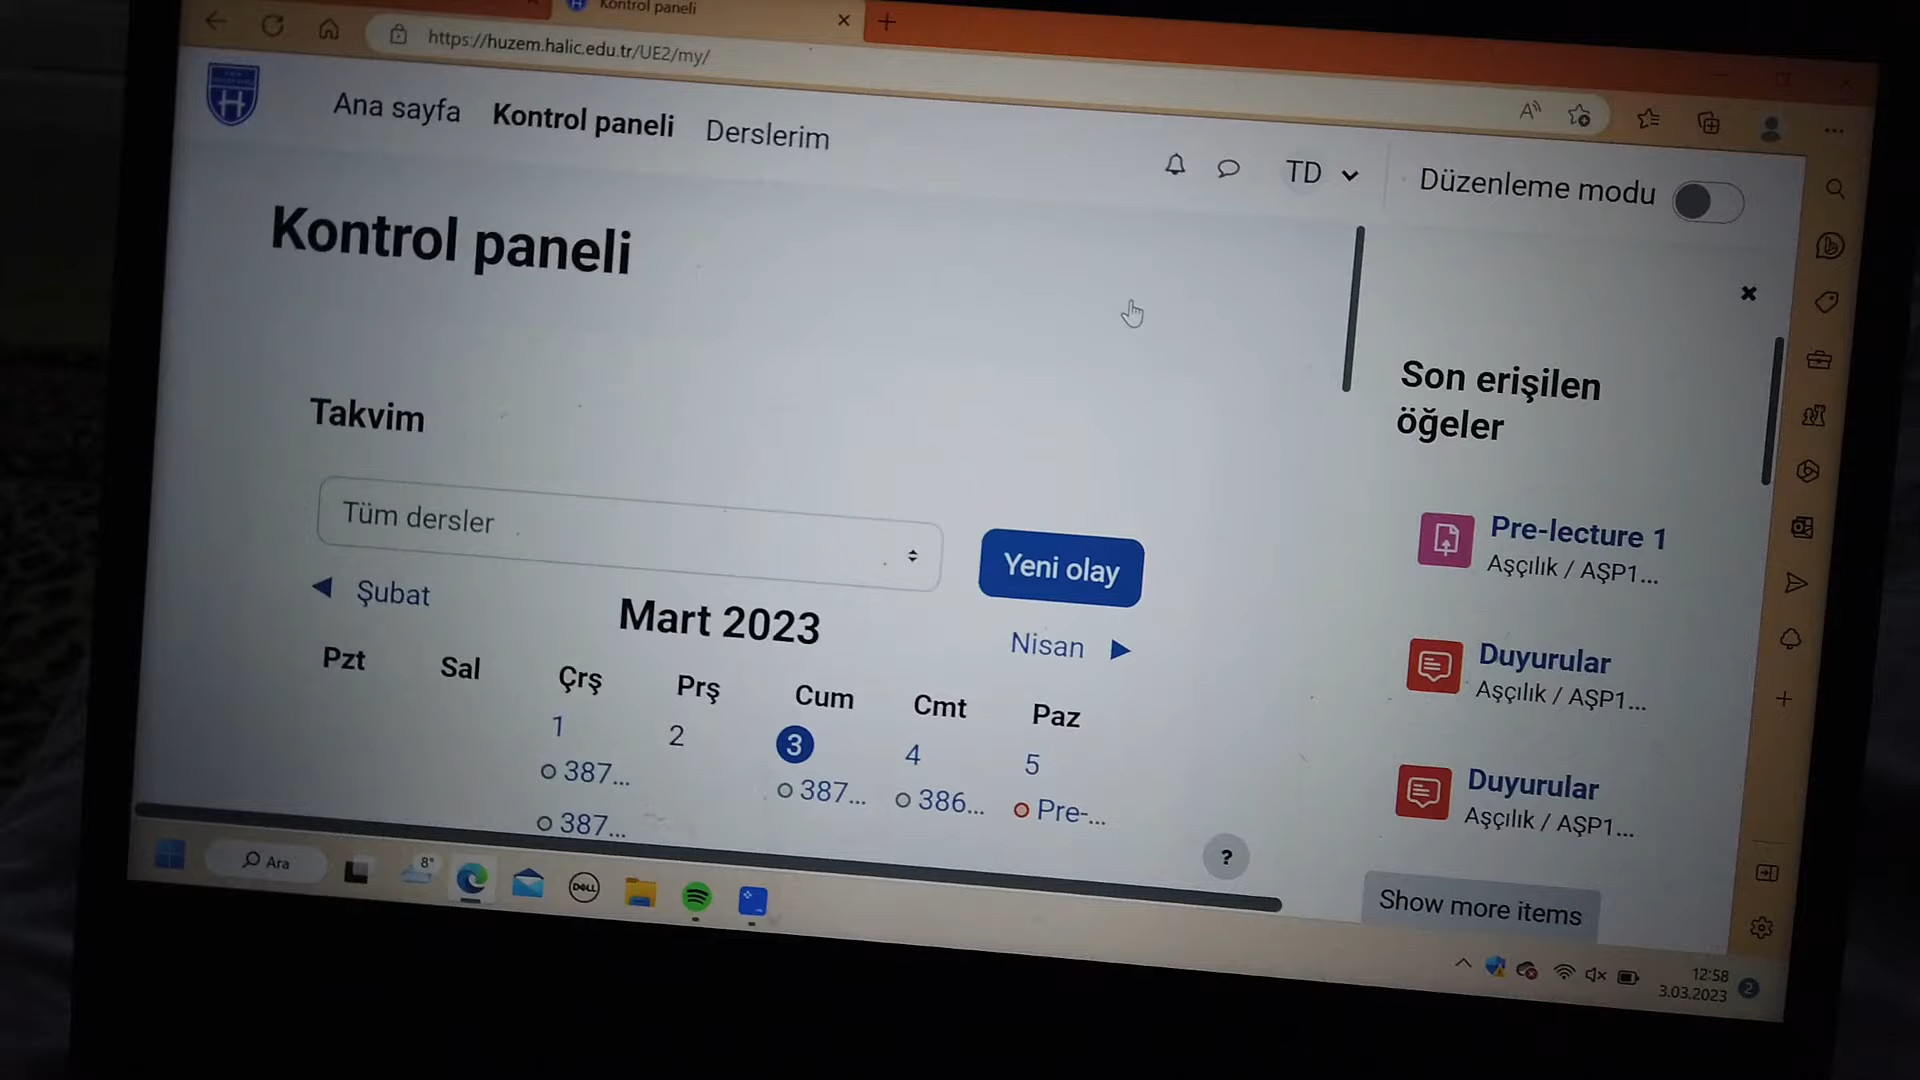 Kontrol paneli
https://huzem.halic.edu.tr/UE2/my/
Ana sayfa Kontrol paneli Derslerim
TD
Düzenleme modu
Kontrol paneli
Takvim
Tüm dersler
Yeni olay
Şubat
Mart 2023
Nisan
Pzt Sal Çrş Prş Cum Cmt Paz
1 2 3 4 5
387... 387... 386... Pre-...
387...
Son erişilen
öğeler
Pre-lecture 1
Aşçılık / AŞP1...
Duyurular
Aşçılık / AŞP1...
Duyurular
Aşçılık / AŞP1...
Show more items
?
Ara
8°
DELL
12:58
3.03.2023
2